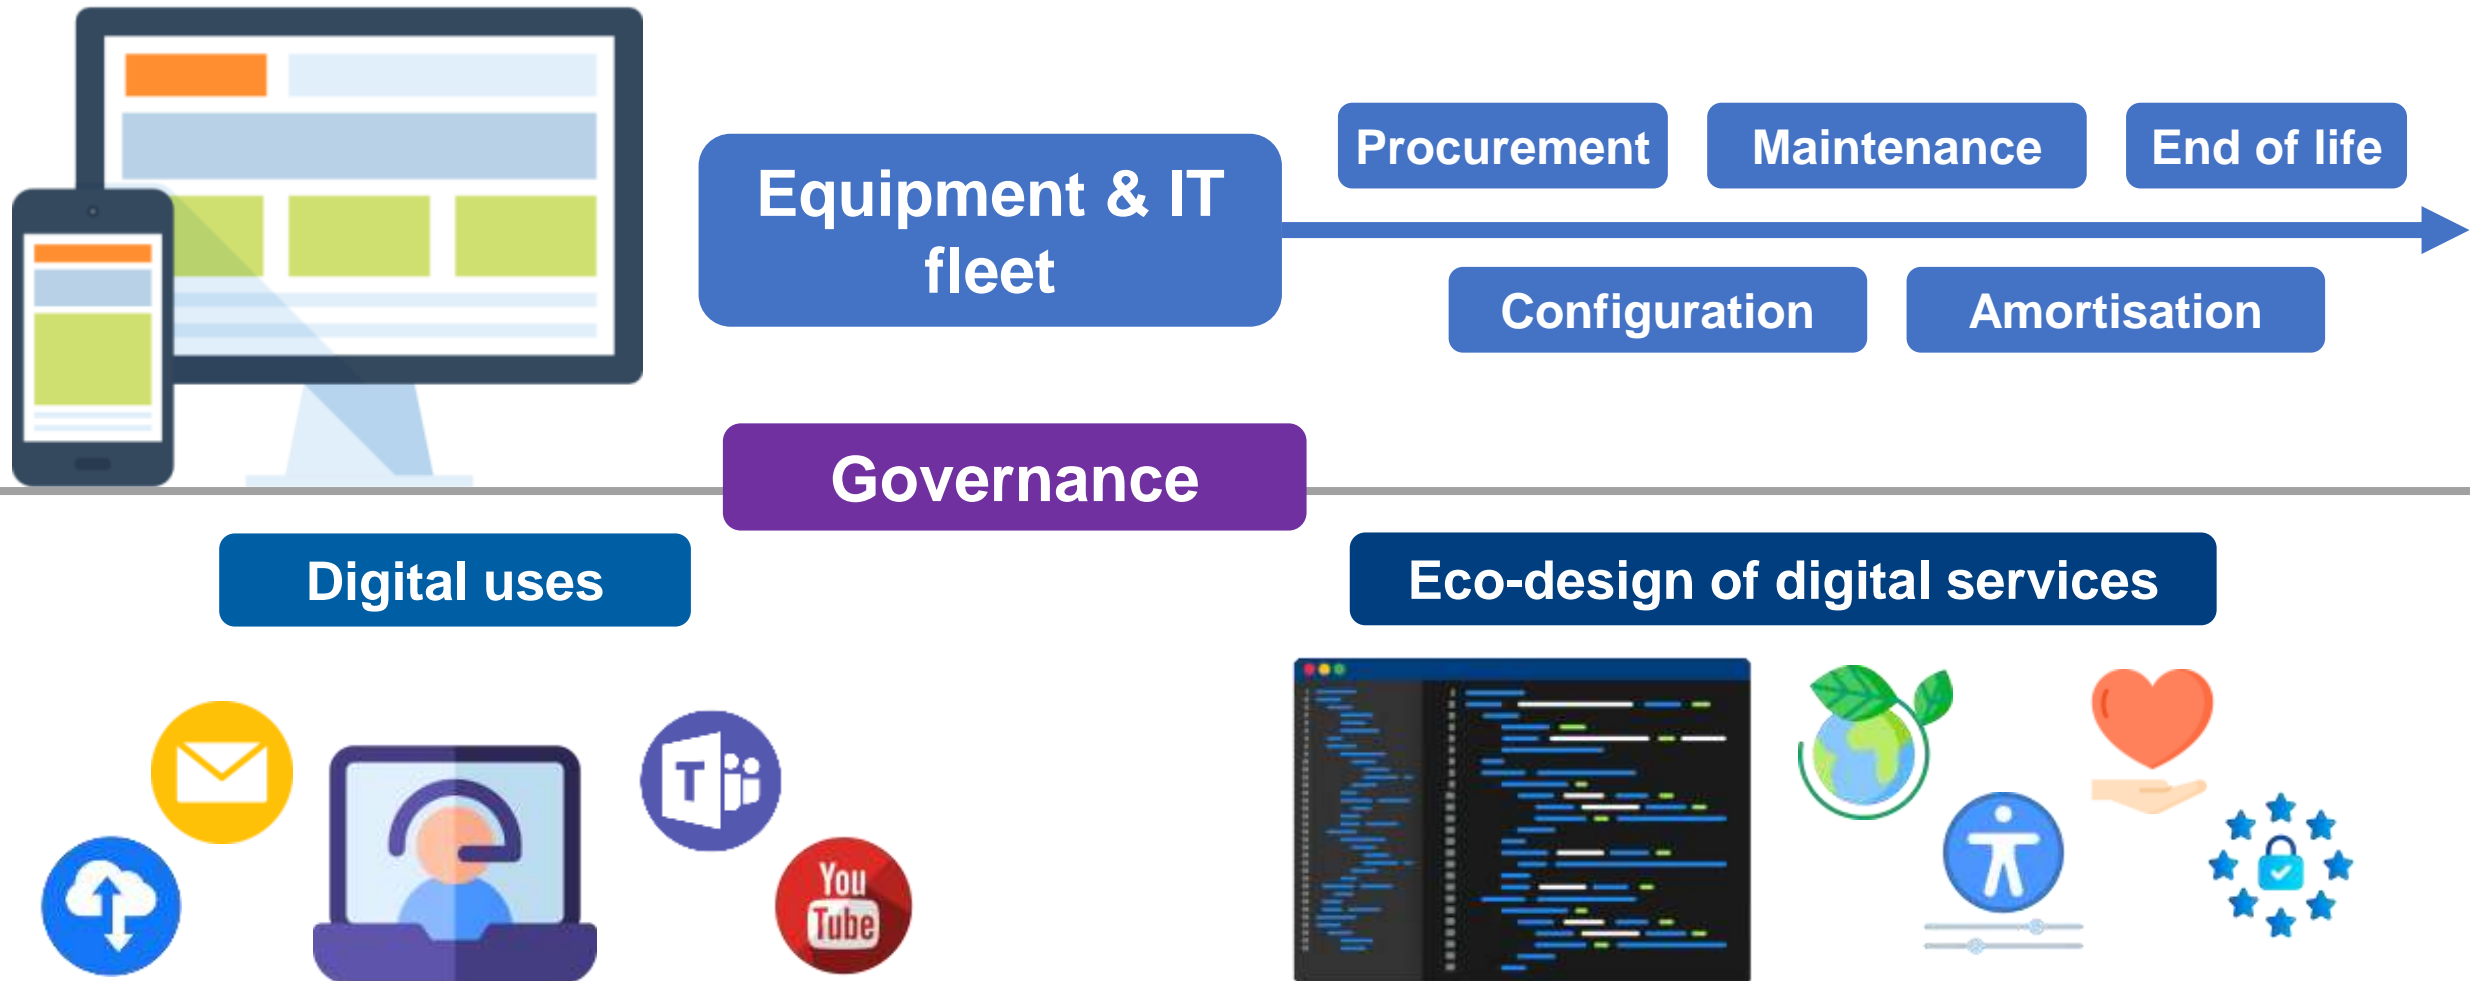 Equipment & IT
fleet
Procurement
Maintenance
End of life
Configuration
Amortisation
Governance
Digital uses
Eco-design of digital services
T
You
Tube